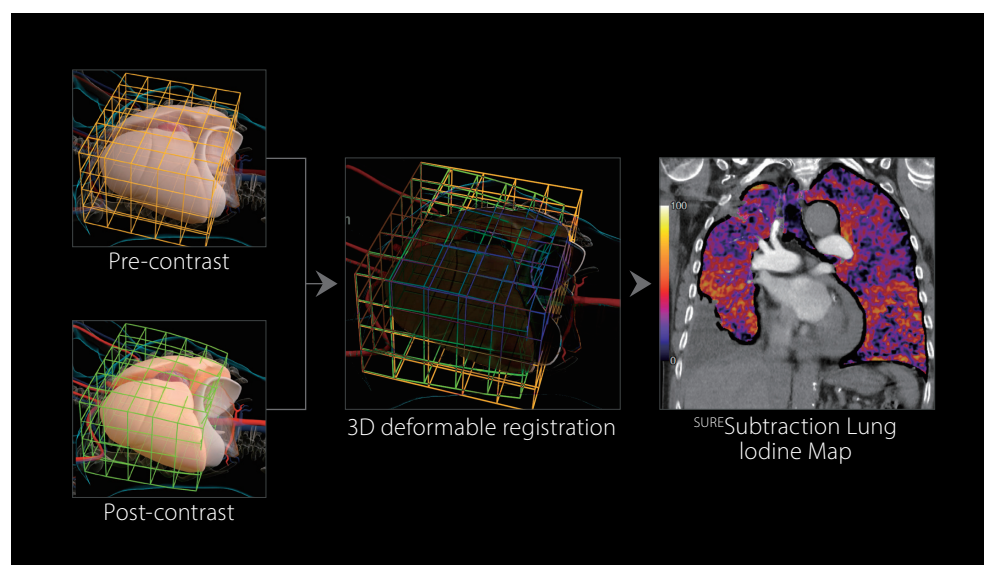 Pre-contrast
Post-contrast
3D deformable registration
100
0
SURESubtraction Lung
Iodine Map